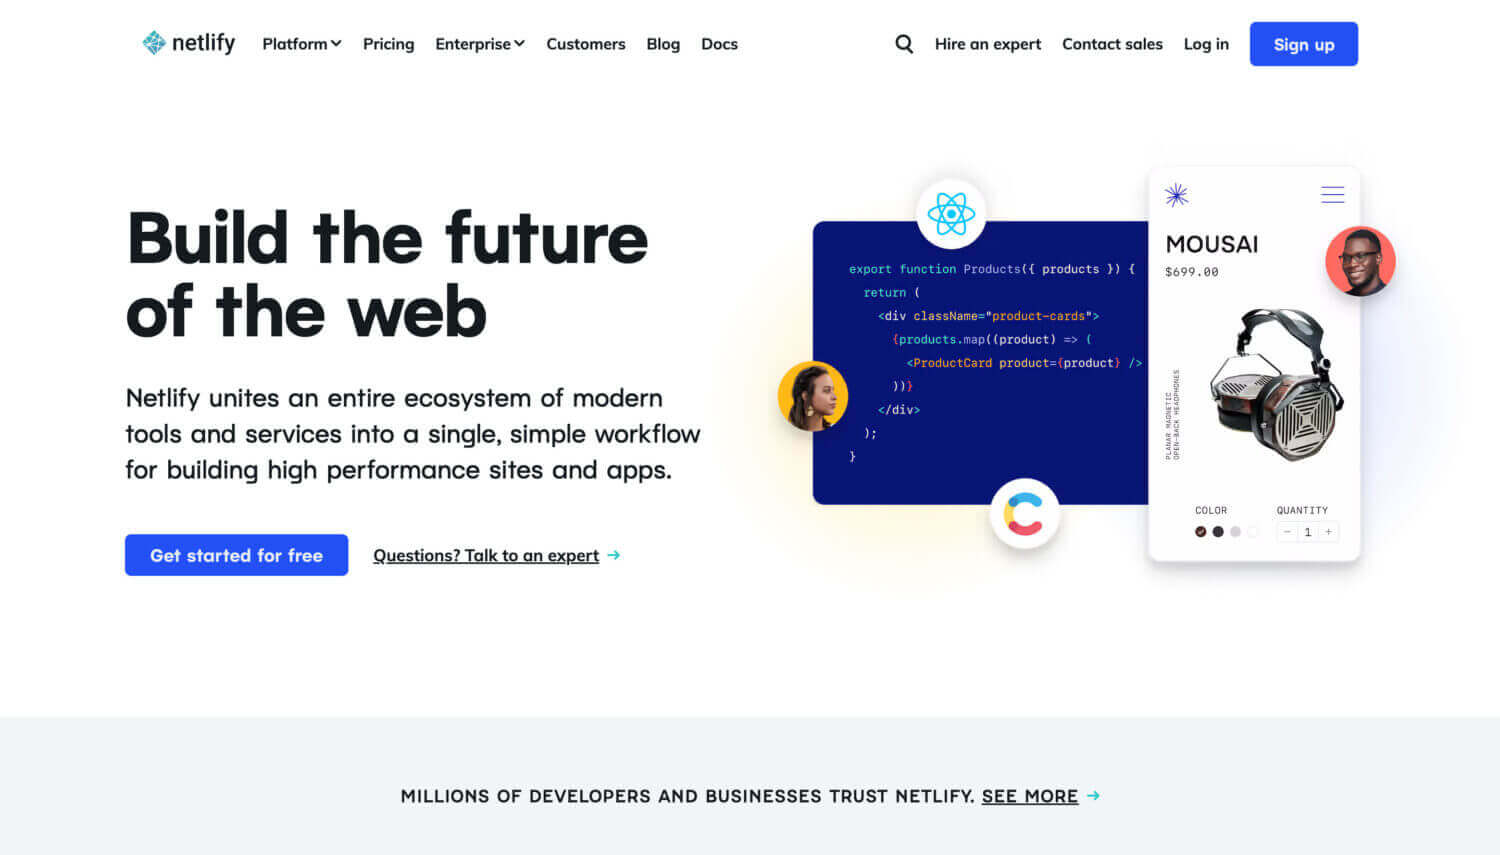 netlify Platform Pricing Enterprise Customers Blog Docs Hire an expert Contact sales Log in Sign up
Build the future
of the web
Netlify unites an entire ecosystem of modern
tools and services into a single, simple workflow
for building high performance sites and apps.
Get started for free Questions? Talk to an expert →
export function Products({ products }) {
return (
<div className="product-cards">
{products.map((product) => (
<ProductCard product={product} />
))}
</div>
);
}
MOUSAI
$699.00
PLANAR MAGNETIC
OPEN-BACK HEADPHONES
COLOR QUANTITY
− 1 +
MILLIONS OF DEVELOPERS AND BUSINESSES TRUST NETLIFY. SEE MORE →